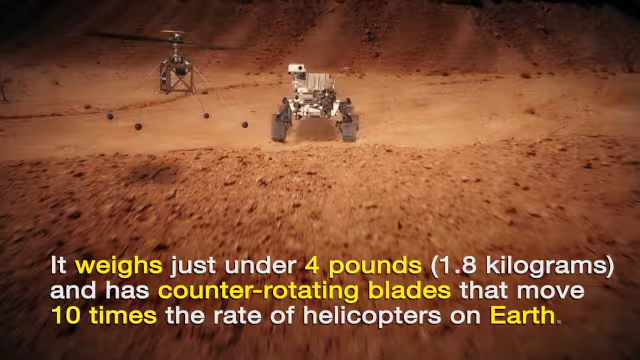 It weighs just under 4 pounds (1.8 kilograms)
and has counter-rotating blades that move
10 times the rate of helicopters on Earth.